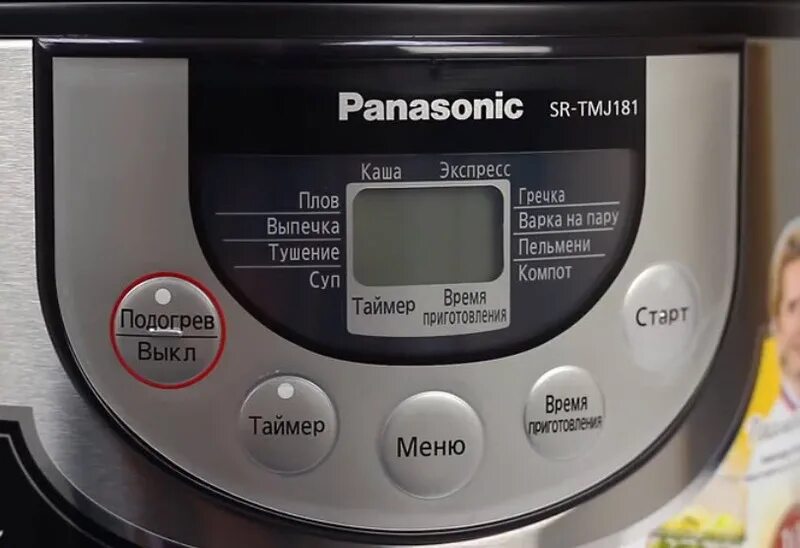 Panasonic SR-TMJ181
Каша Экспресс
Плов
Выпечка
Тушение
Суп
Гречка
Варка на пару
Пельмени
Компот
Таймер
Время
приготовления
Подогрев
Выкл
Таймер
Меню
Время
приготовления
Старт